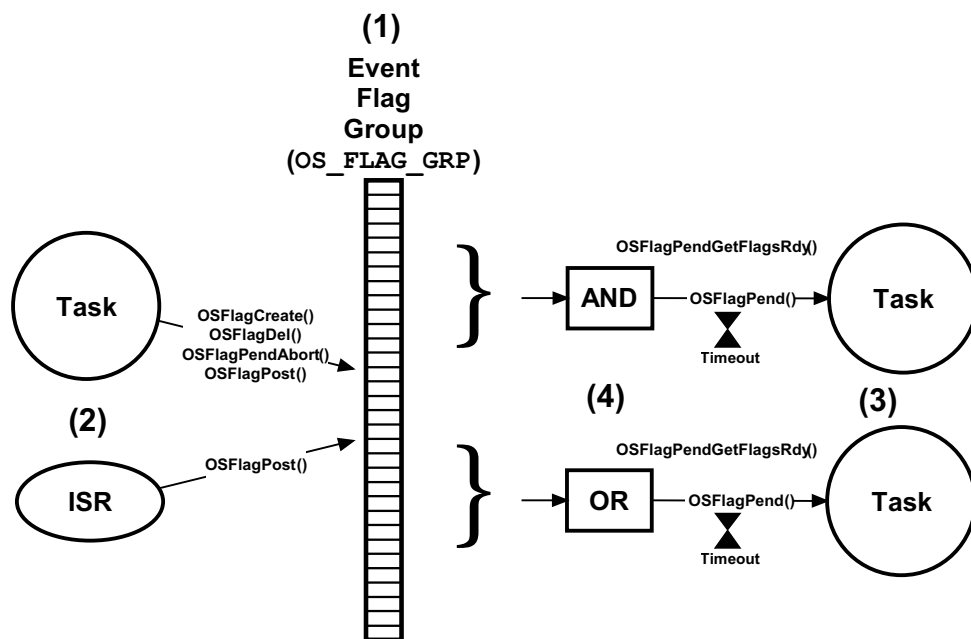 (1)
Event
Flag
Group
(OS_FLAG_GRP)
Task
OSFlagCreate()
OSFlagDel()
OSFlagPendAbort()
OSFlagPost()
(2)
ISR
OSFlagPost()
OSFlagPendGetFlagsRdy()
AND
OSFlagPend()
Timeout
Task
(4)
(3)
OSFlagPendGetFlagsRdy()
OR
OSFlagPend()
Timeout
Task